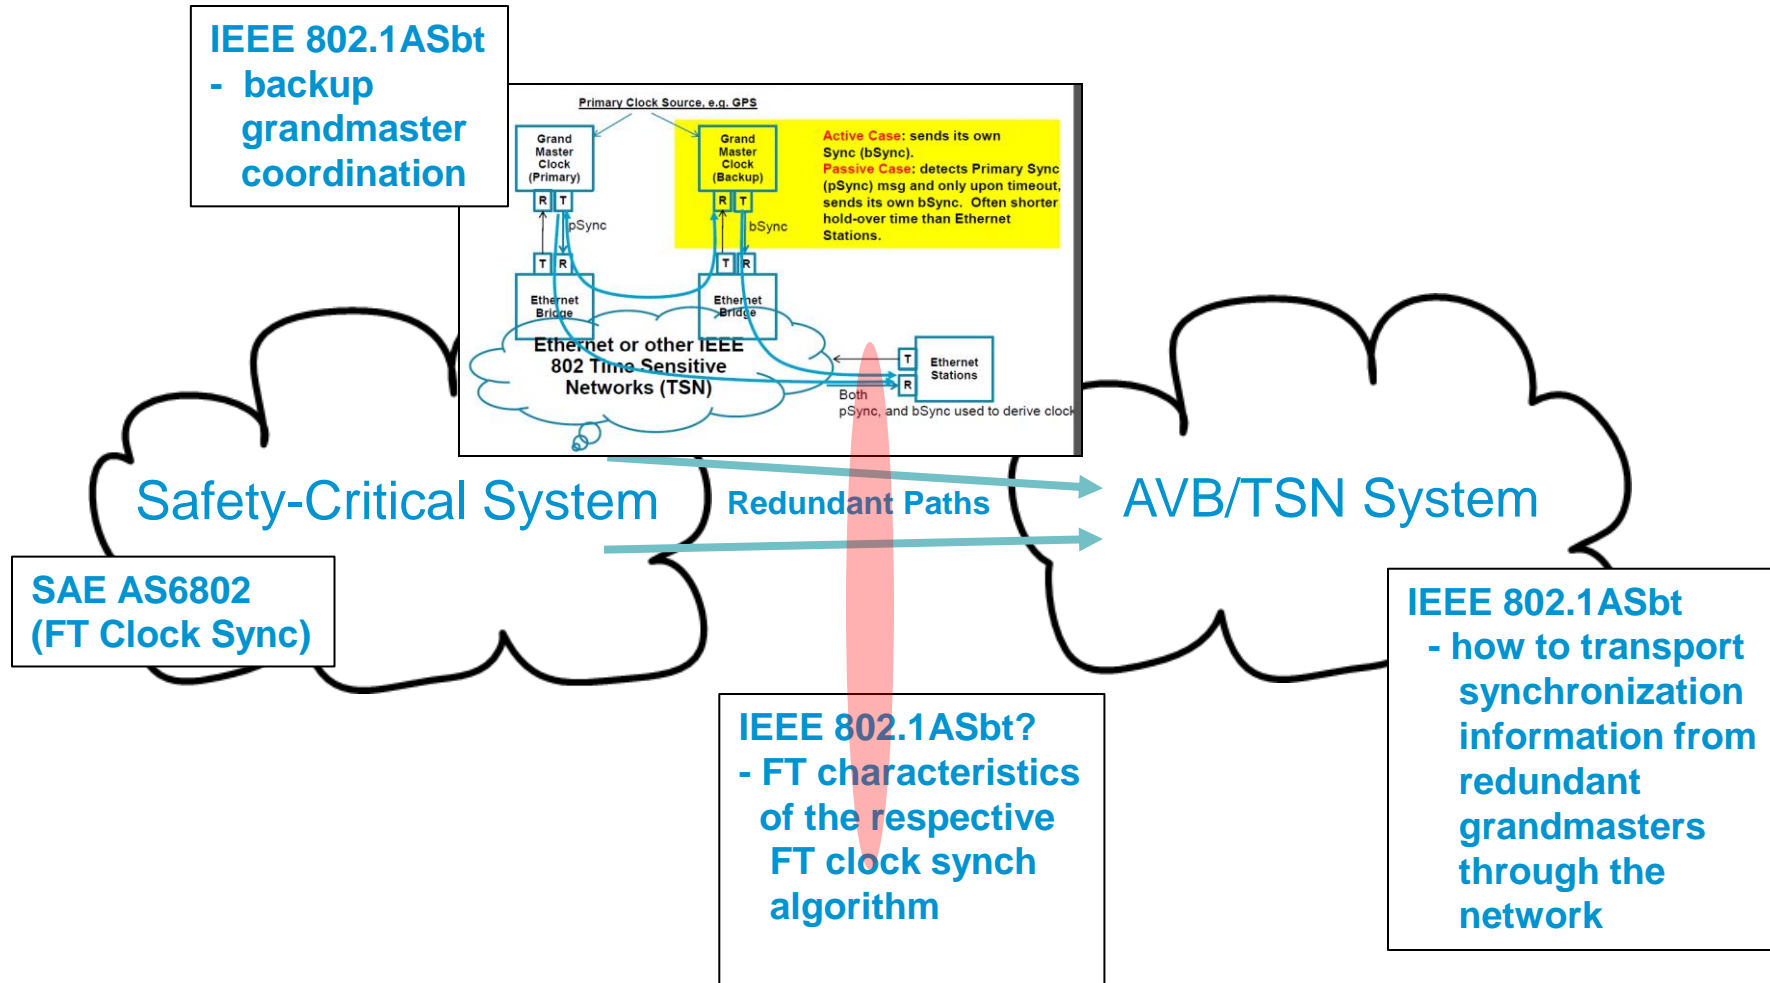 IEEE 802.1ASbt
- backup
grandmaster
coordination
Primary Clock Source, e.g. GPS
Grand
Master
Clock
(Primary)
R T
pSync
T R
Ethernet
Bridge
Grand
Master
Clock
(Backup)
R T
bSync
T R
Ethernet
Bridge
Active Case: sends its own
Sync (bSync).
Passive Case: detects Primary Sync
(pSync) msg and only upon timeout,
sends its own bSync. Often shorter
hold-over time than Ethernet
Stations.
Ethernet or other IEEE
802 Time Sensitive
Networks (TSN)
T
R
Ethernet
Stations
Both
pSync, and bSync used to derive clock
Safety-Critical System
Redundant Paths
AVB/TSN System
SAE AS6802
(FT Clock Sync)
IEEE 802.1ASbt?
- FT characteristics
of the respective
FT clock synch
algorithm
IEEE 802.1ASbt
- how to transport
synchronization
information from
redundant
grandmasters
through the
network